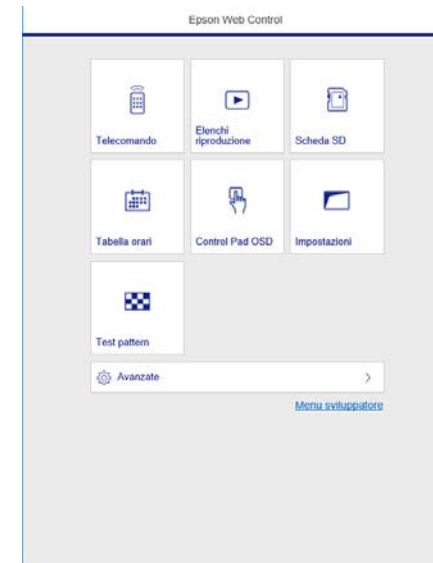 Epson Web Control
Telecomando
Elenchi
riproduzione
Scheda SD
Tabella orari
Control Pad OSD
Impostazioni
Test pattern
Avanzate
Menu sviluppatore